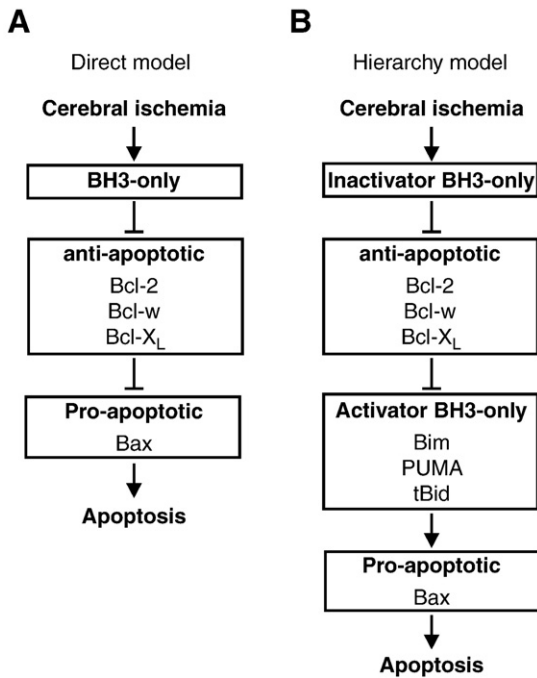 A
Direct model
Cerebral ischemia
BH3-only
anti-apoptotic
Bcl-2
Bcl-w
Bcl-XL
Pro-apoptotic
Bax
Apoptosis
B
Hierarchy model
Cerebral ischemia
Inactivator BH3-only
anti-apoptotic
Bcl-2
Bcl-w
Bcl-XL
Activator BH3-only
Bim
PUMA
tBid
Pro-apoptotic
Bax
Apoptosis